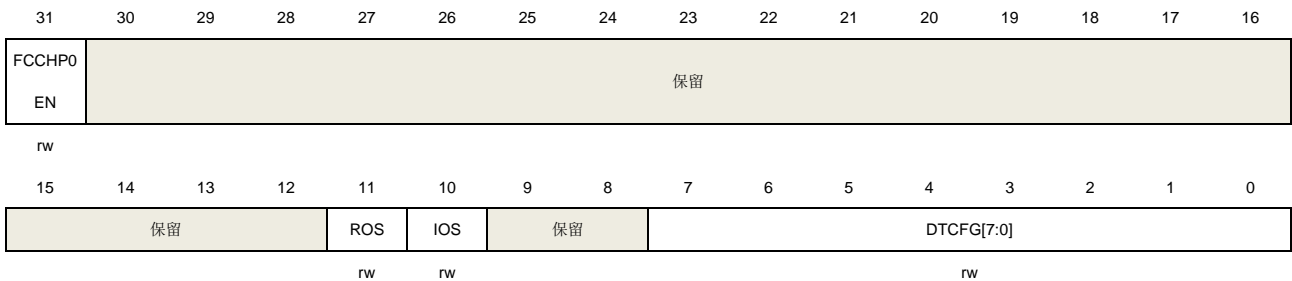 31 30 29 28 27 26 25 24 23 22 21 20 19 18 17 16
FCCHP0
EN
保留
rw
15 14 13 12 11 10 9 8 7 6 5 4 3 2 1 0
保留 ROS IOS 保留 DTCFG[7:0]
rw rw rw